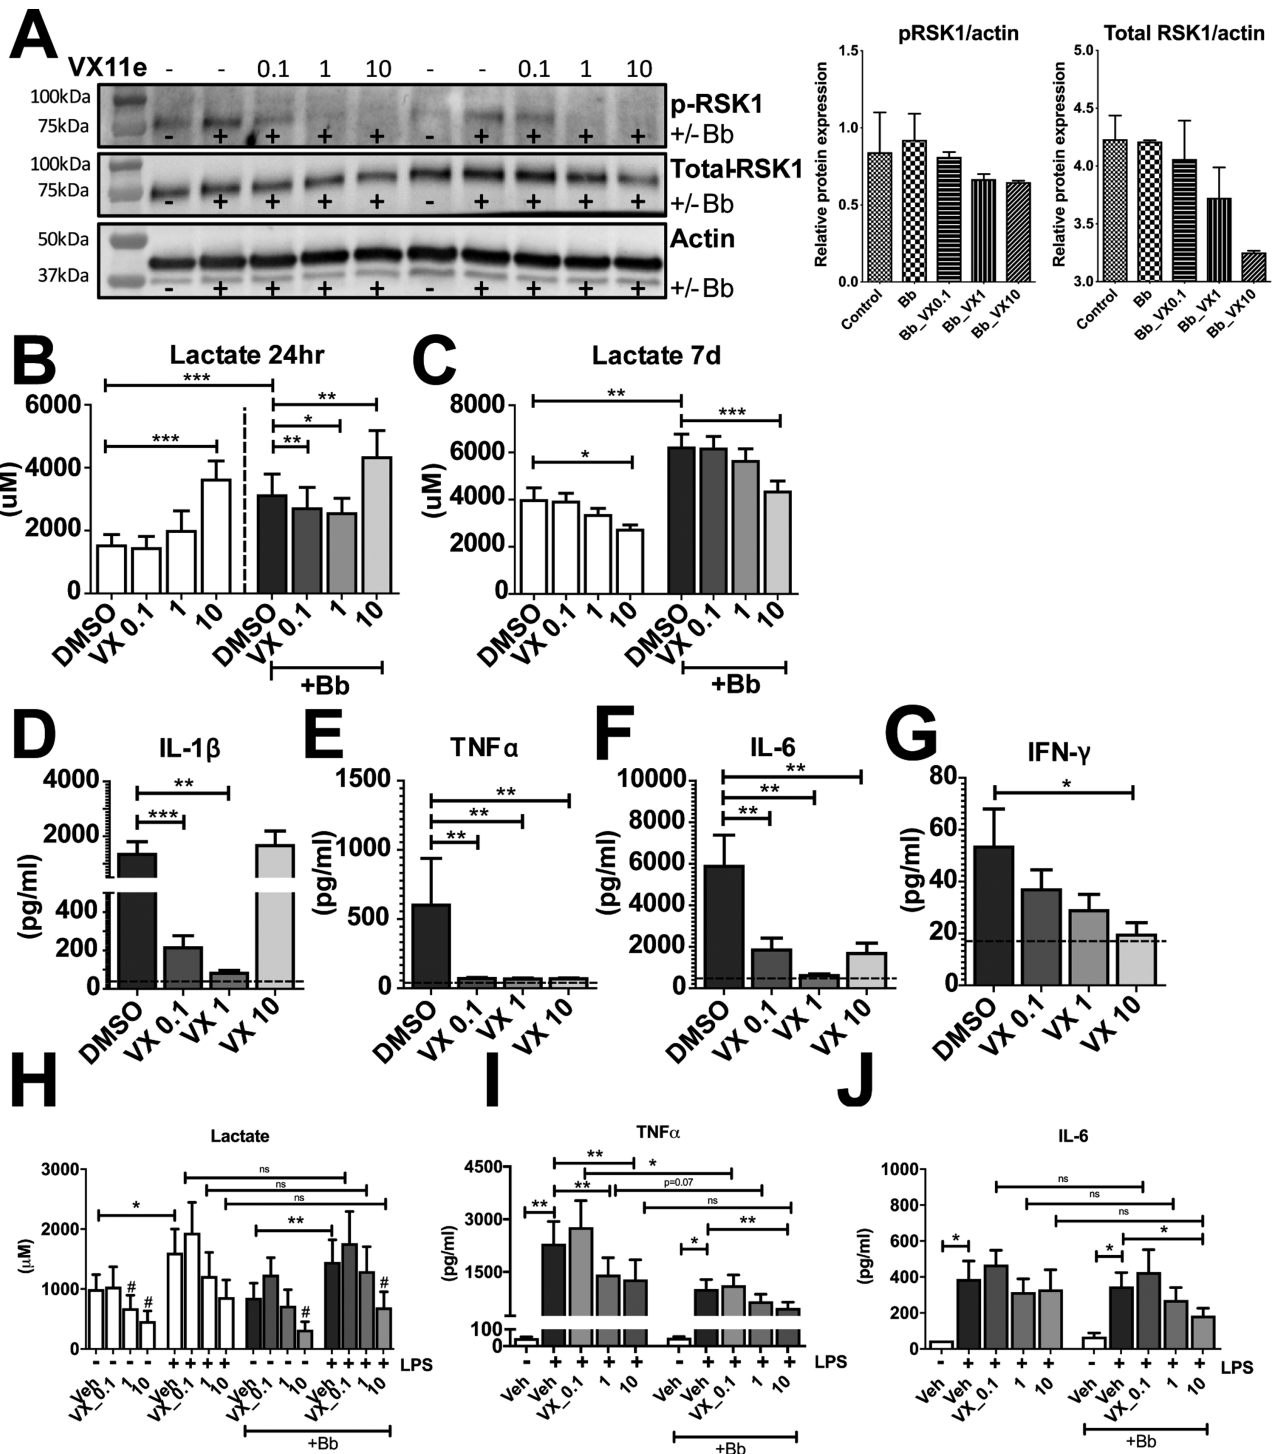 A
VX11e - - 0.1 1 10 - - 0.1 1 10
100kDa
75kDa
p-RSK1
- + + + + - + + + + +/- Bb
100kDa
75kDa
Total-RSK1
- + + + + - + + + + +/- Bb
50kDa
37kDa
Actin
- + + + + - + + + + +/- Bb
pRSK1/actin
Relative protein expression
1.5
1.0
0.5
0.0
Control Bb Bb_VX0.1 Bb_VX1 Bb_VX10
Total RSK1/actin
Relative protein expression
5.0
4.5
4.0
3.5
3.0
Control Bb Bb_VX0.1 Bb_VX1 Bb_VX10
B
Lactate 24hr
(uM)
6000
4000
2000
0
*** *** ** * **
DMSO VX 0.1 1 10 DMSO VX 0.1 1 10
+Bb
C
Lactate 7d
(uM)
8000
6000
4000
2000
0
** * ***
DMSO VX 0.1 1 10 DMSO VX 0.1 1 10
+Bb
D
IL-1β
(pg/ml)
4000
2000
400
200
0
** ***
DMSO VX 0.1 VX 1 VX 10
E
TNFα
(pg/ml)
1500
1000
500
0
** ** **
DMSO VX 0.1 VX 1 VX 10
F
IL-6
(pg/ml)
10000
8000
6000
4000
2000
0
** ** **
DMSO VX 0.1 VX 1 VX 10
G
IFN-γ
(pg/ml)
80
60
40
20
0
*
DMSO VX 0.1 VX 1 VX 10
H
Lactate
(μM)
3000
2000
1000
0
ns
ns
ns
* **
# # # #
- - - - + + + + - - - - + + + + LPS
Veh VX_0.1 1 10 Veh VX_0.1 1 10 Veh VX_0.1 1 10 Veh VX_0.1 1 10
+Bb
I
TNFα
(pg/ml)
4500
3000
1500
100
0
** *
** ** p=0.07
ns
* **
- + + + + - + + + + LPS
Veh Veh VX_0.1 1 10 Veh Veh VX_0.1 1 10
+Bb
J
IL-6
(pg/ml)
1000
800
600
400
200
0
ns
ns
ns
* * *
- + + + + - + + + + LPS
Veh Veh VX_0.1 1 10 Veh Veh VX_0.1 1 10
+Bb